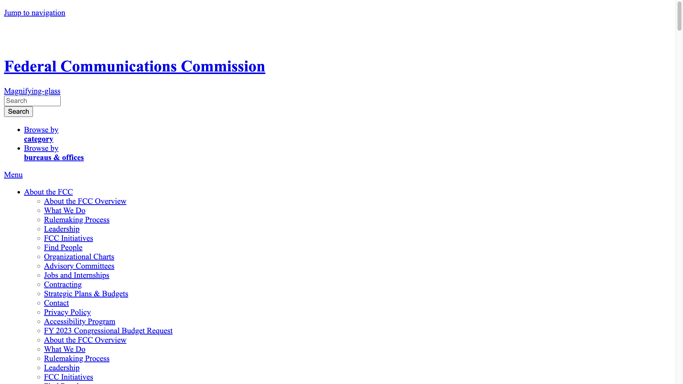 Jump to navigation
Federal Communications Commission
Magnifying-glass
Search
Search
Browse by
category
Browse by
bureaus & offices
Menu
About the FCC
About the FCC Overview
What We Do
Rulemaking Process
Leadership
FCC Initiatives
Find People
Organizational Charts
Advisory Committees
Jobs and Internships
Contracting
Strategic Plans & Budgets
Contact
Privacy Policy
Accessibility Program
FY 2023 Congressional Budget Request
About the FCC Overview
What We Do
Rulemaking Process
Leadership
FCC Initiatives